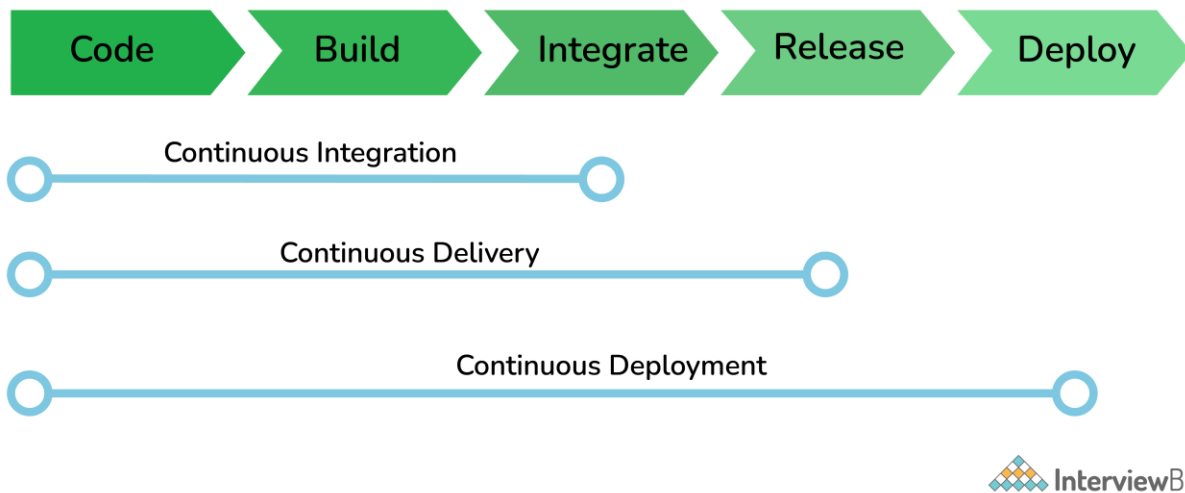 Code Build Integrate Release Deploy
Continuous Integration
Continuous Delivery
Continuous Deployment
InterviewB